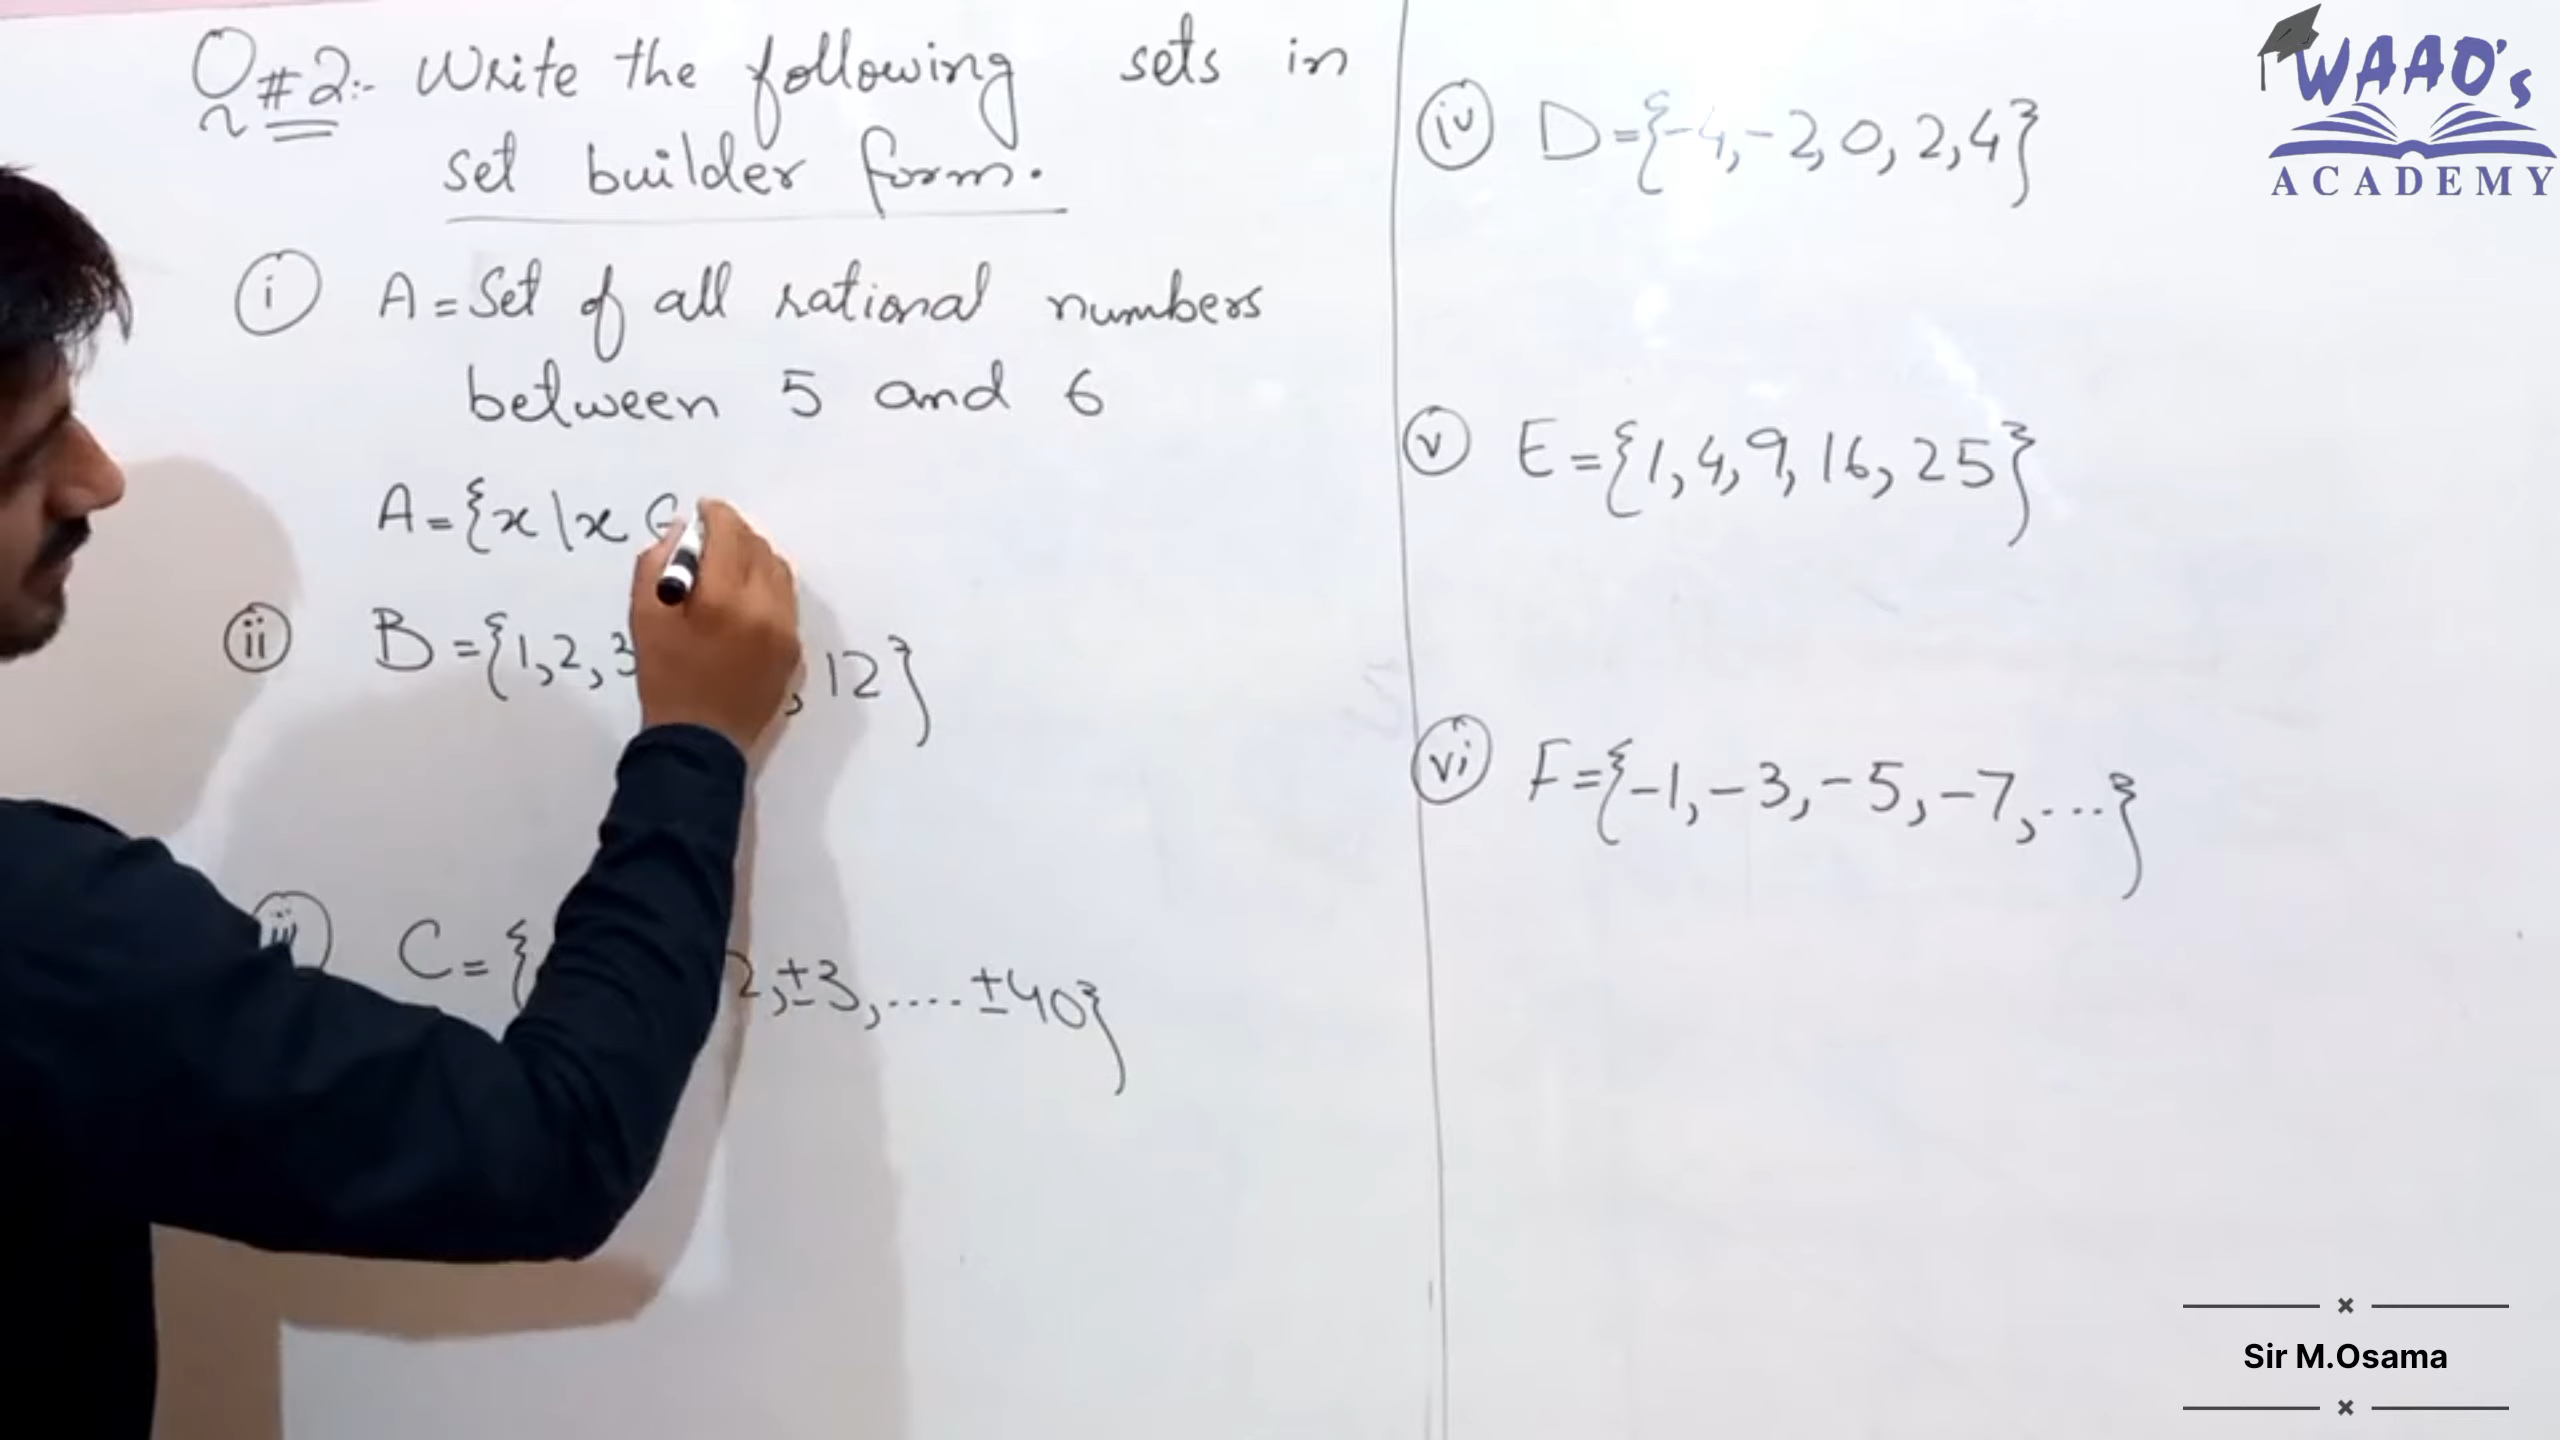 Q#2:- Write the following sets in
set builder form.
i A = Set of all rational numbers
between 5 and 6
A = {x \ x ∈
ii B = {1, 2, 3 , 12}
iii C = { 2, ±3, .... ±40}
iv D = {-4, -2, 0, 2, 4}
v E = {1, 4, 9, 16, 25}
vi F = {-1, -3, -5, -7, ...}
WAAO's
ACADEMY
Sir M.Osama